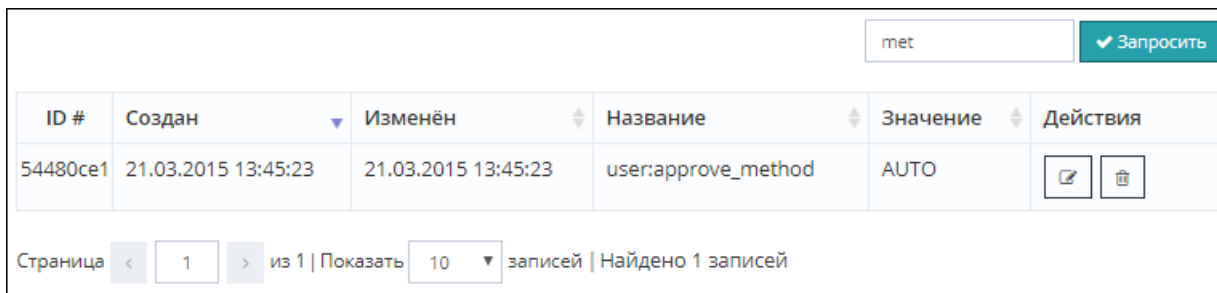 met Запросить
ID # Создан Изменён Название Значение Действия
54480ce1 21.03.2015 13:45:23 21.03.2015 13:45:23 user:approve_method AUTO
Страница < 1 > из 1 | Показать 10 записей | Найдено 1 записей